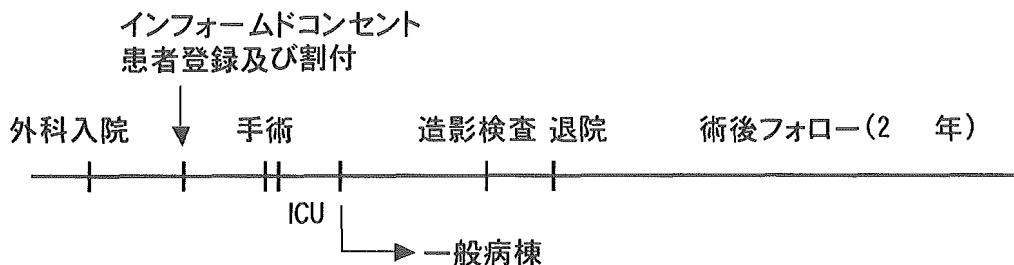 インフォームドコンセント
患者登録及び割付
外科入院 手術 造影検査 退院 術後フォロー(2 年)
ICU
一般病棟